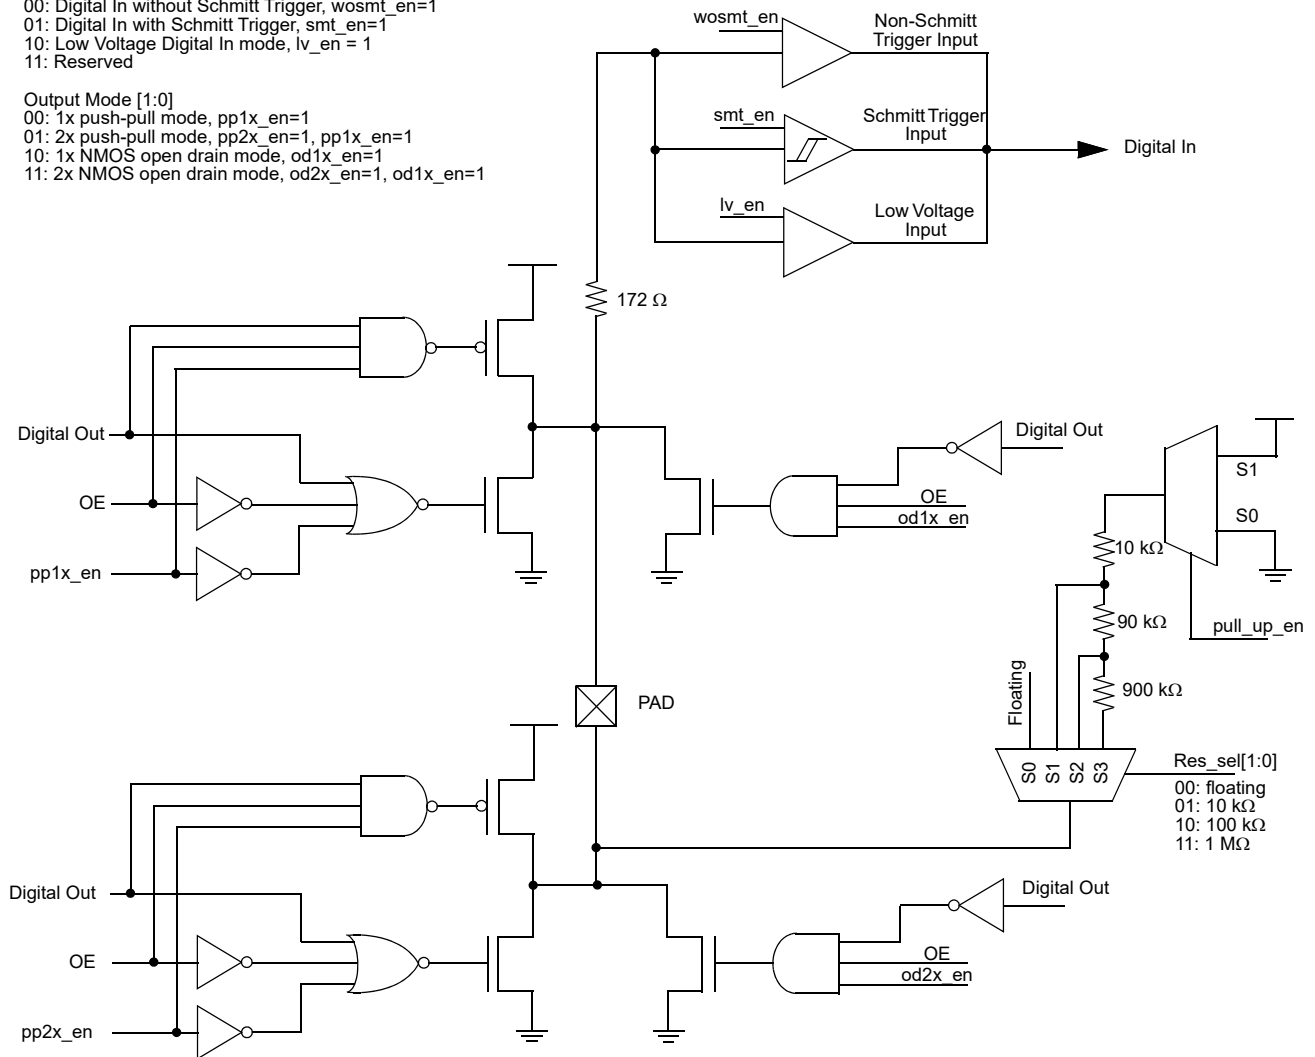 00: Digital In without Schmitt Trigger, wosmt_en=1
01: Digital In with Schmitt Trigger, smt_en=1
10: Low Voltage Digital In mode, lv_en = 1
11: Reserved
Output Mode [1:0]
00: 1x push-pull mode, pp1x_en=1
01: 2x push-pull mode, pp2x_en=1, pp1x_en=1
10: 1x NMOS open drain mode, od1x_en=1
11: 2x NMOS open drain mode, od2x_en=1, od1x_en=1
wosmt_en
Non-Schmitt
Trigger Input
smt_en
Schmitt Trigger
Input
Digital In
lv_en
Low Voltage
Input
172 Ω
Digital Out
OE
pp1x_en
Digital Out
OE
od1x_en
S1
S0
10 kΩ
90 kΩ
pull_up_en
900 kΩ
Floating
PAD
S0
S1
S2
S3
Res_sel[1:0]
00: floating
01: 10 kΩ
10: 100 kΩ
11: 1 MΩ
Digital Out
OE
pp2x_en
Digital Out
OE
od2x_en